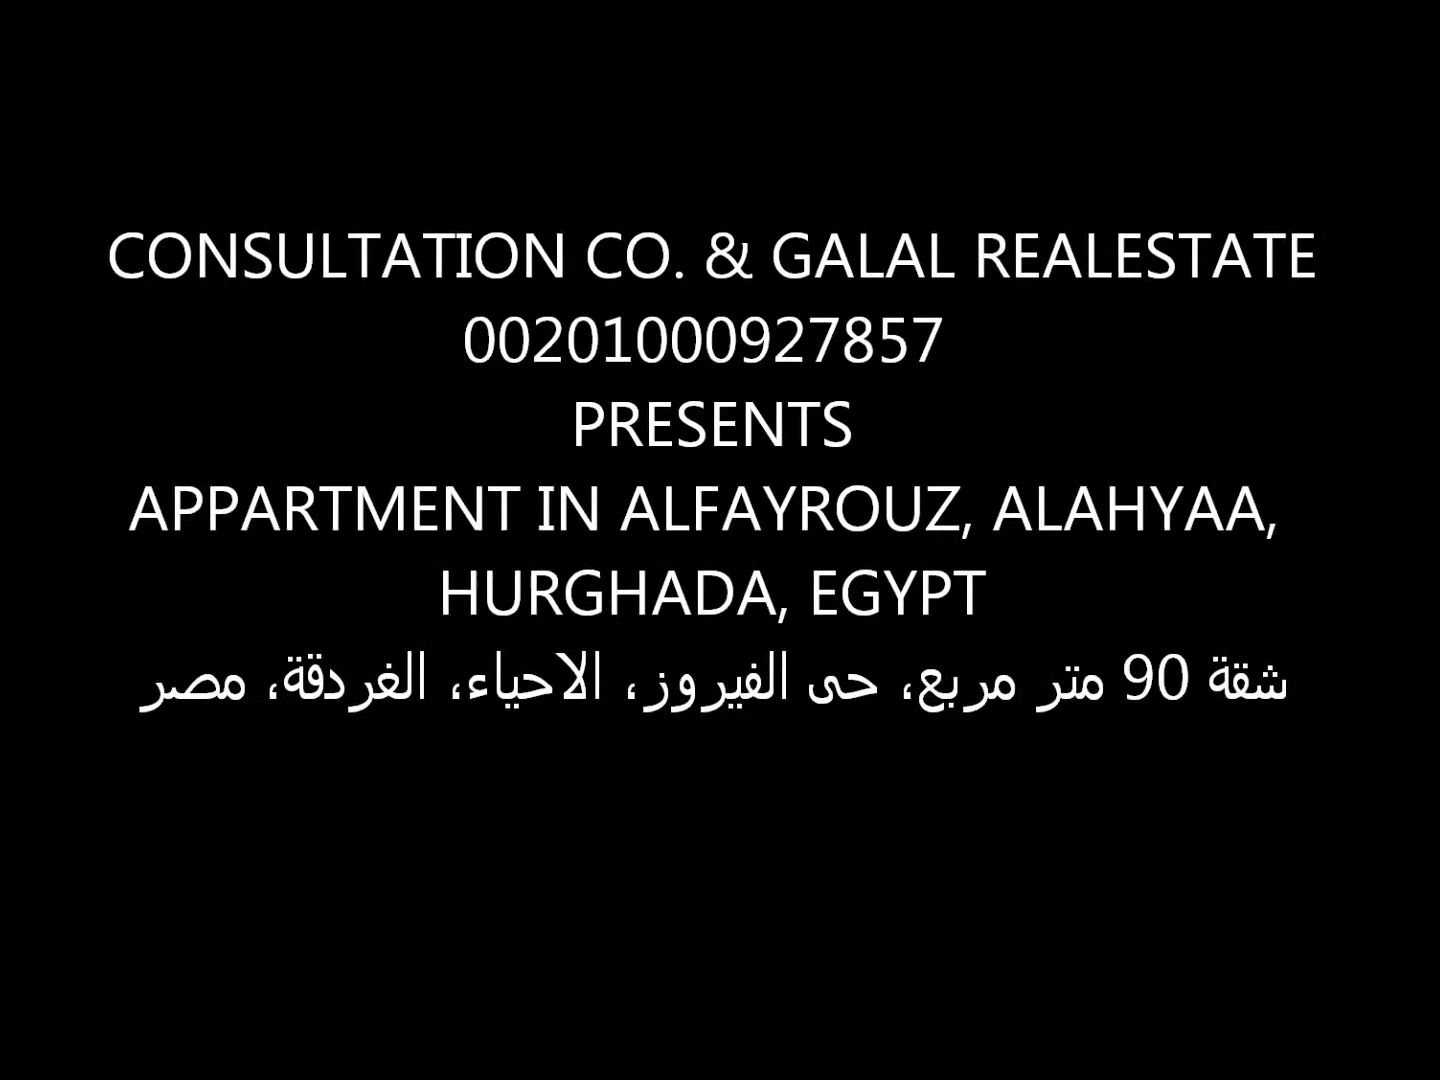 CONSULTATION CO. & GALAL REALESTATE
00201000927857
PRESENTS
APPARTMENT IN ALFAYROUZ, ALAHYAA,
HURGHADA, EGYPT
شقة 90 متر مربع، حى الفيروز، الاحياء، الغردقة، مصر